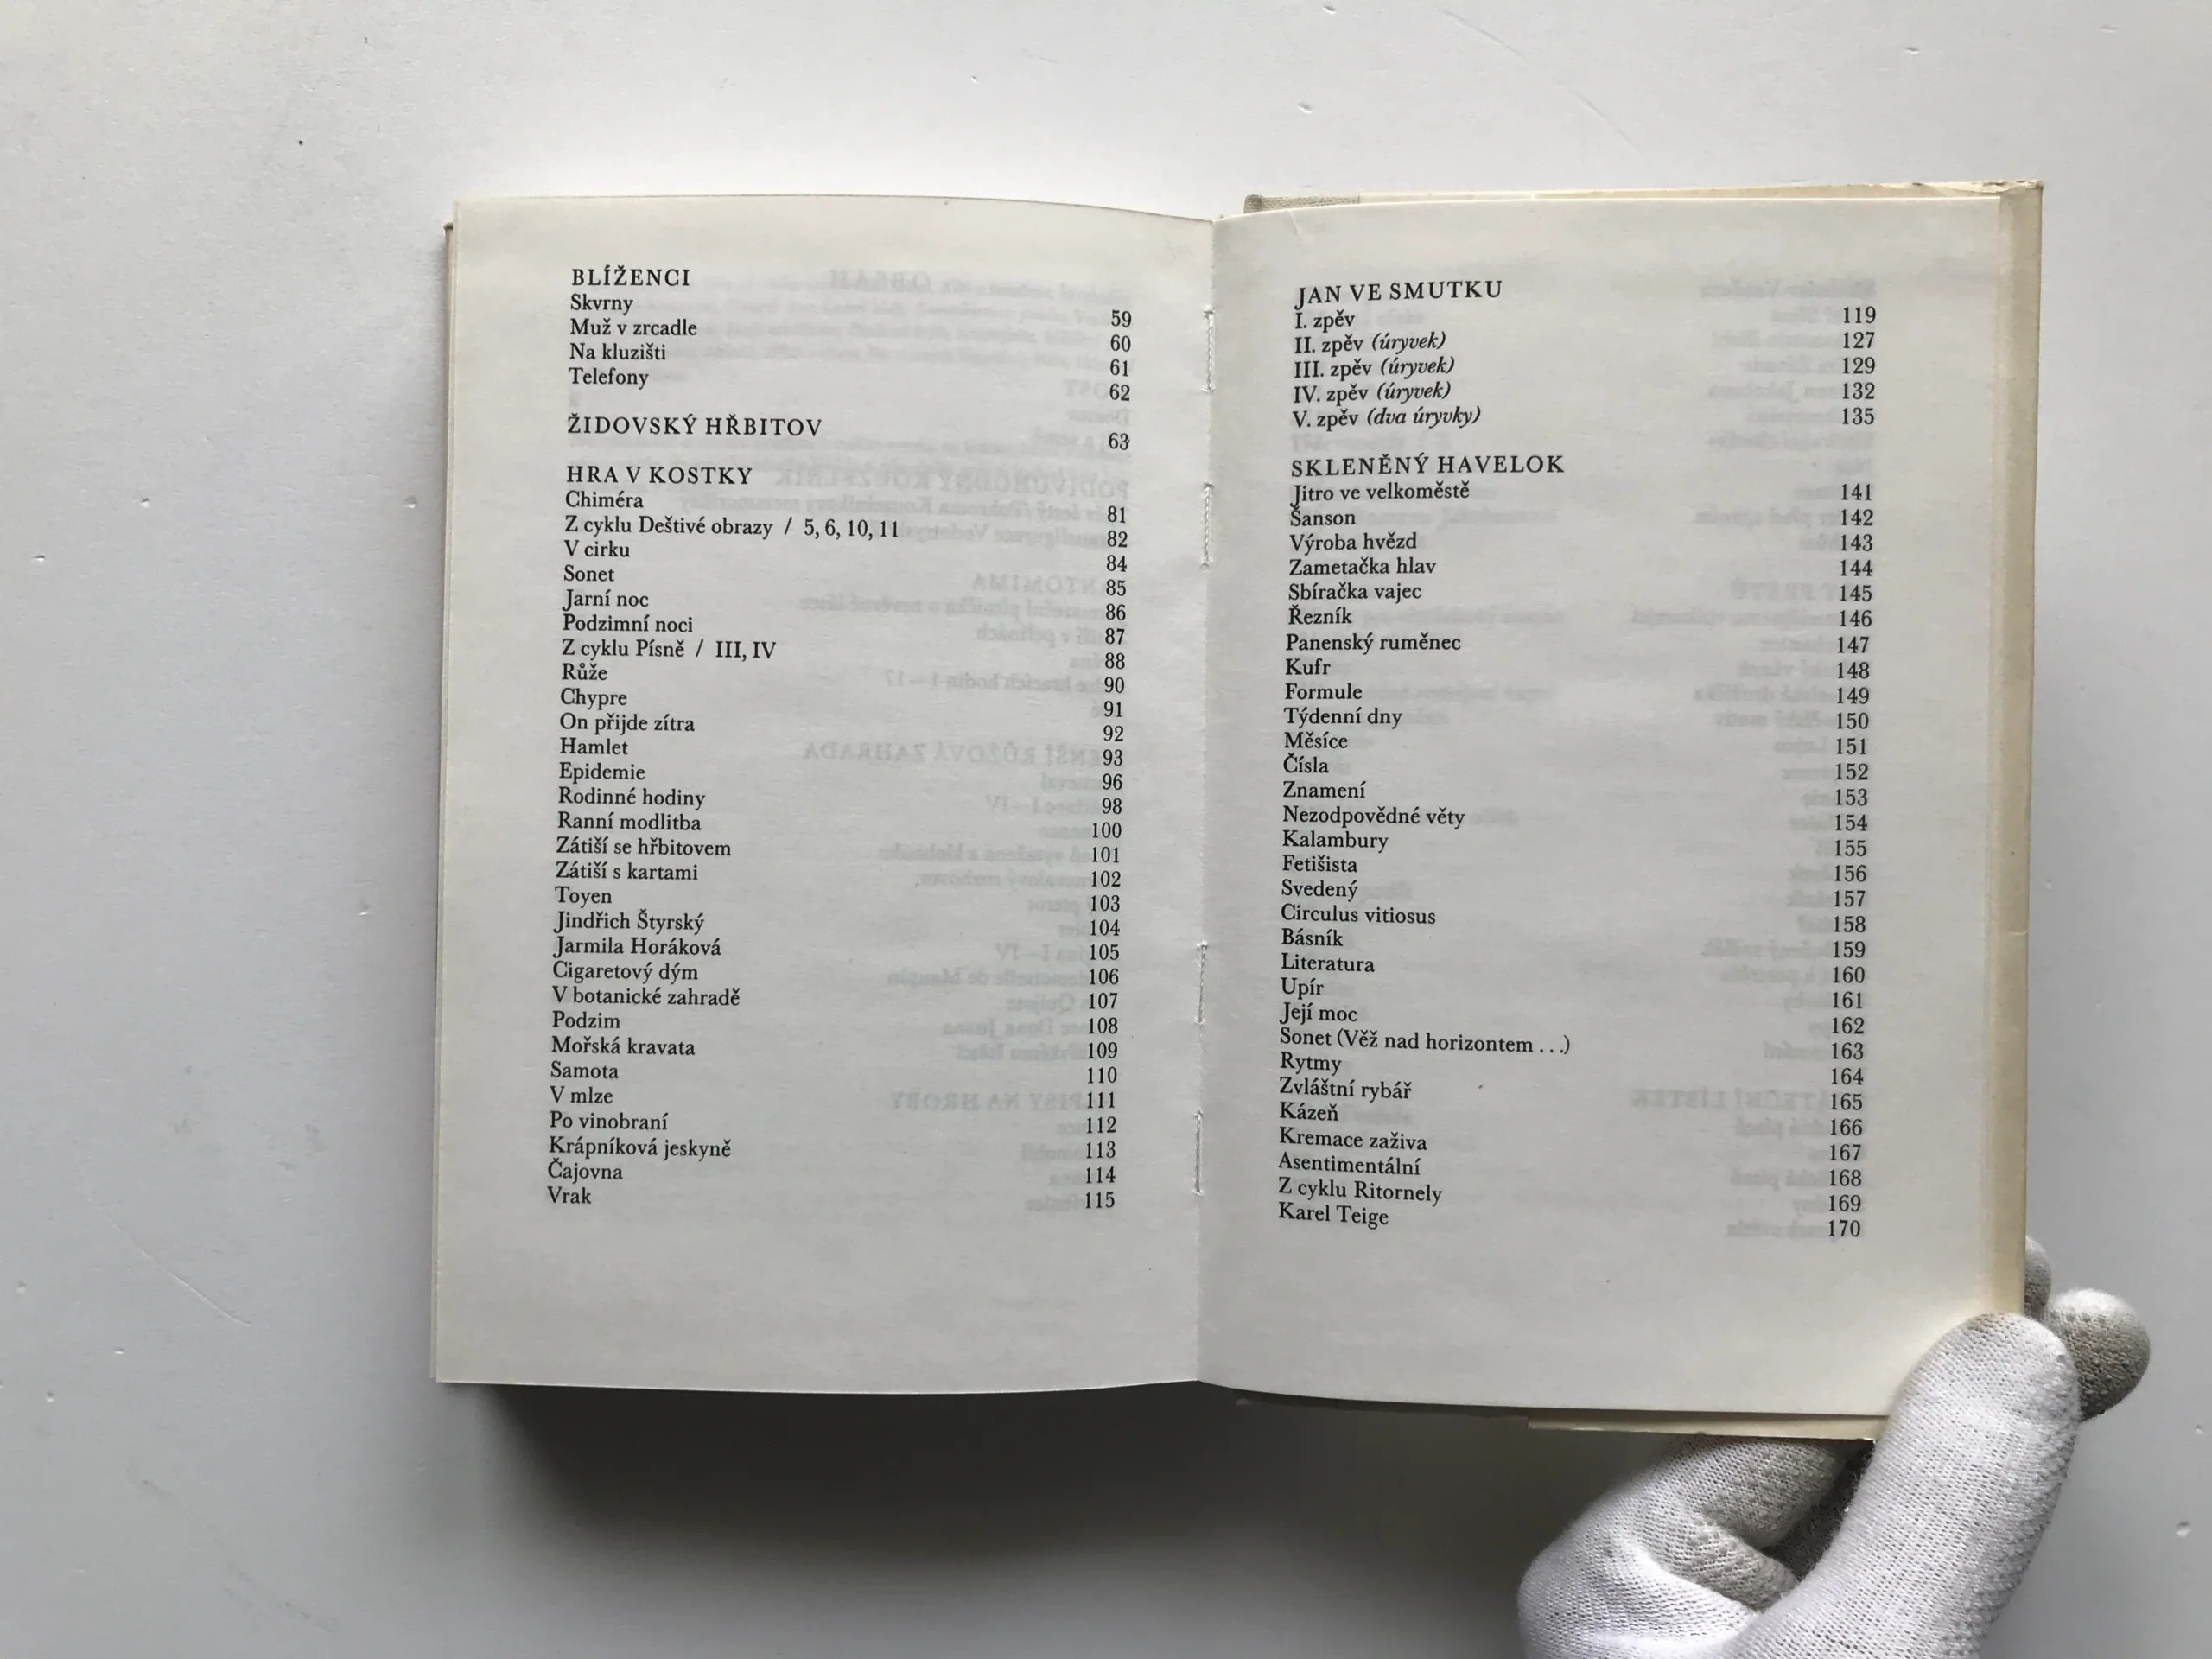 BLÍŽENCI
Skvrny 59
Muž v zrcadle 60
Na kluzišti 61
Telefony 62
ŽIDOVSKÝ HŘBITOV 63
HRA V KOSTKY
Chiméra 81
Z cyklu Deštivé obrazy / 5, 6, 10, 11 82
V cirku 84
Sonet 85
Jarní noc 86
Podzimní noci 87
Z cyklu Písně / III, IV 88
Růže 90
Chypre 91
On přijde zítra 92
Hamlet 93
Epidemie 96
Rodinné hodiny 98
Ranní modlitba 100
Zátiší se hřbitovem 101
Zátiší s kartami 102
Toyen 103
Jindřich Štyrský 104
Jarmila Horáková 105
Cigaretový dým 106
V botanické zahradě 107
Podzim 108
Mořská kravata 109
Samota 110
V mlze 111
Po vinobraní 112
Krápníková jeskyně 113
Čajovna 114
Vrak 115
JAN VE SMUTKU
I. zpěv 119
II. zpěv (úryvek) 127
III. zpěv (úryvek) 129
IV. zpěv (úryvek) 132
V. zpěv (dva úryvky) 135
SKLENĚNÝ HAVELOK
Jitro ve velkoměstě 141
Šanson 142
Výroba hvězd 143
Zametačka hlav 144
Sbíračka vajec 145
Řezník 146
Panenský ruměnec 147
Kufr 148
Formule 149
Týdenní dny 150
Měsíce 151
Čísla 152
Znamení 153
Nezodpovědné věty 154
Kalambury 155
Fetišista 156
Svedený 157
Circulus vitiosus 158
Básník 159
Literatura 160
Upír 161
Její moc 162
Sonet (Věž nad horizontem . . .) 163
Rytmy 164
Zvláštní rybář 165
Kázeň 166
Kremace zaživa 167
Asentimentální 168
Z cyklu Ritornely 169
Karel Teige 170